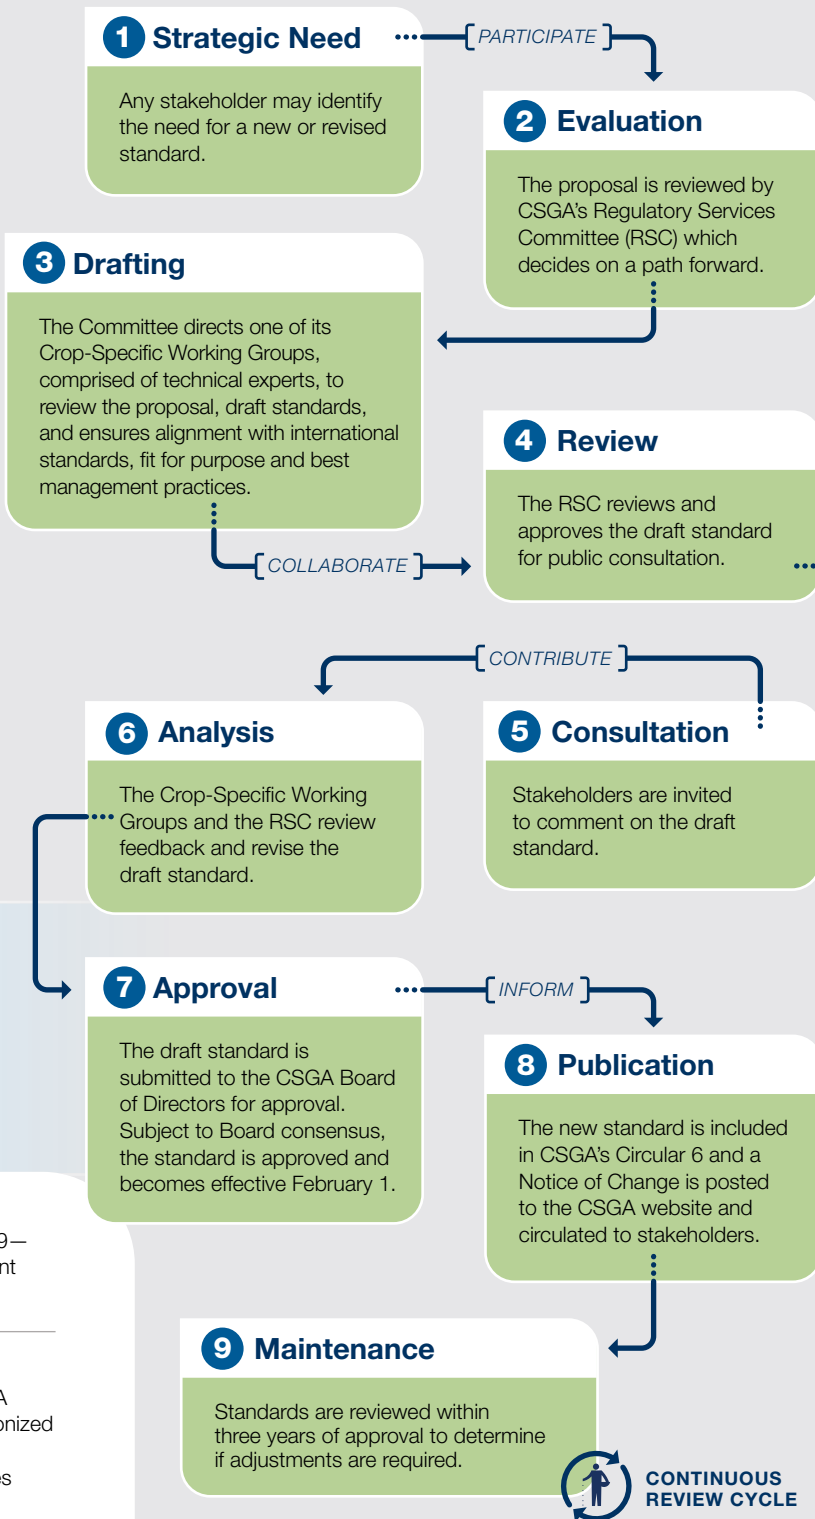 1 Strategic Need
[ PARTICIPATE ]
Any stakeholder may identify
the need for a new or revised
standard.
2 Evaluation
The proposal is reviewed by
CSGA's Regulatory Services
Committee (RSC) which
decides on a path forward.
3 Drafting
The Committee directs one of its
Crop-Specific Working Groups,
comprised of technical experts, to
review the proposal, draft standards,
and ensures alignment with international
standards, fit for purpose and best
management practices.
[ COLLABORATE ]
4 Review
The RSC reviews and
approves the draft standard
for public consultation.
[ CONTRIBUTE ]
5 Consultation
Stakeholders are invited
to comment on the draft
standard.
6 Analysis
The Crop-Specific Working
Groups and the RSC review
feedback and revise the
draft standard.
7 Approval
[ INFORM ]
The draft standard is
submitted to the CSGA Board
of Directors for approval.
Subject to Board consensus,
the standard is approved and
becomes effective February 1.
8 Publication
The new standard is included
in CSGA's Circular 6 and a
Notice of Change is posted
to the CSGA website and
circulated to stakeholders.
9 Maintenance
Standards are reviewed within
three years of approval to determine
if adjustments are required.
CONTINUOUS
REVIEW CYCLE